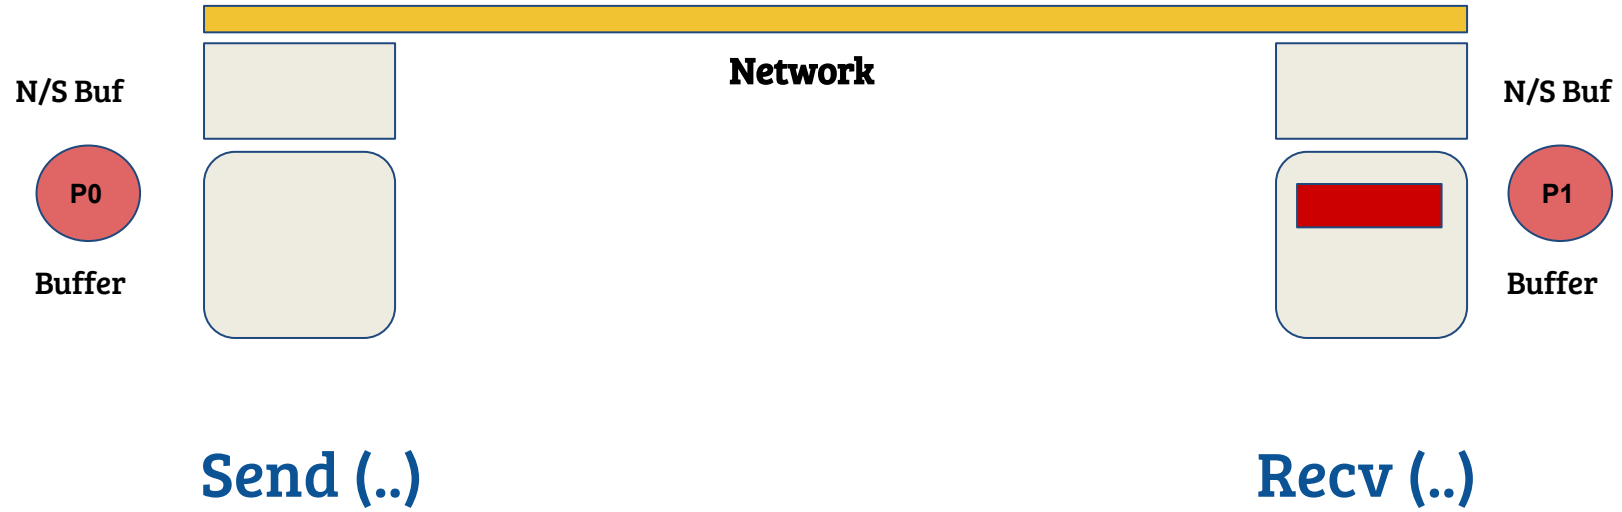 Network
N/S Buf
N/S Buf
P0
P1
Buffer
Buffer
Send (..)
Recv (..)